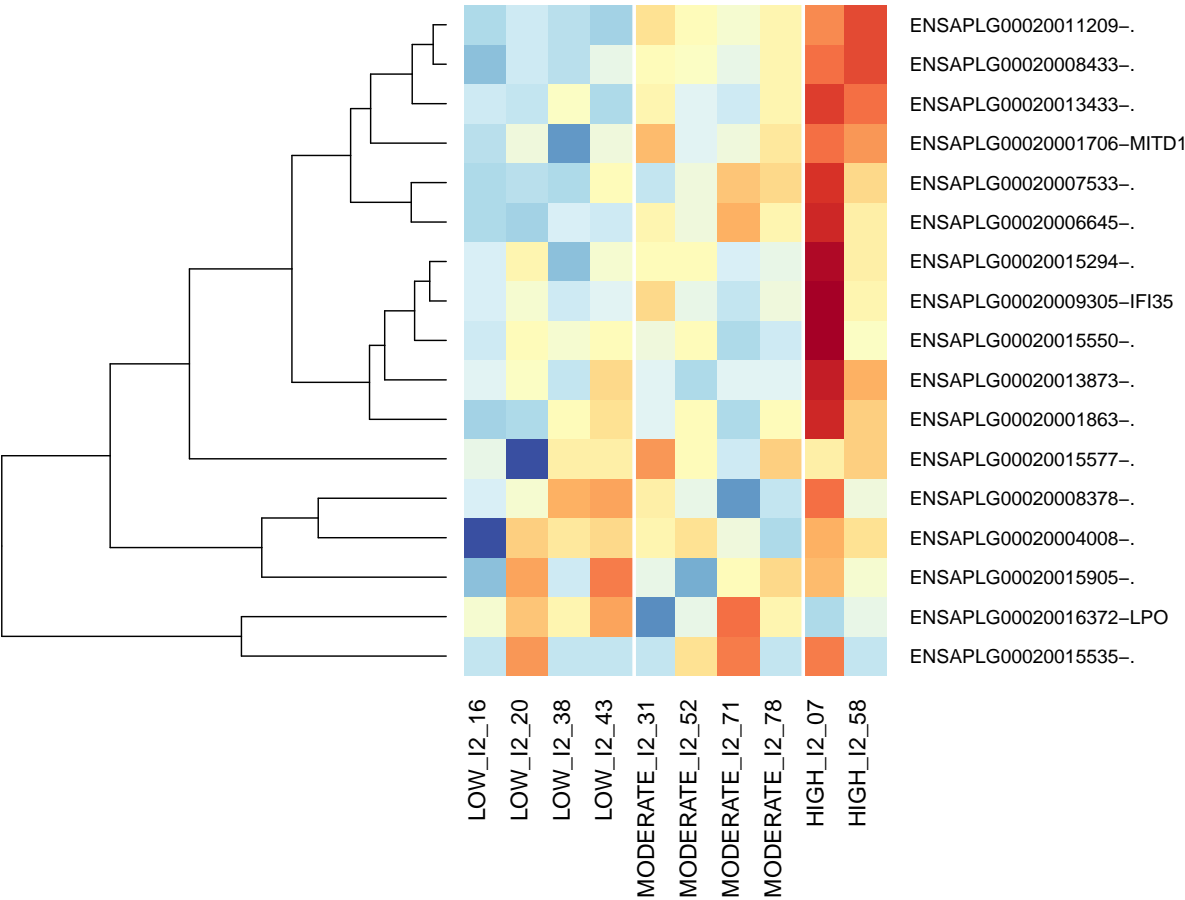 ENSAPLG00020011209−.
ENSAPLG00020008433−.
ENSAPLG00020013433−.
ENSAPLG00020001706−MITD1
ENSAPLG00020007533−.
ENSAPLG00020006645−.
ENSAPLG00020015294−.
ENSAPLG00020009305−IFI35
ENSAPLG00020015550−.
ENSAPLG00020013873−.
ENSAPLG00020001863−.
ENSAPLG00020015577−.
ENSAPLG00020008378−.
ENSAPLG00020004008−.
ENSAPLG00020015905−.
ENSAPLG00020016372−LPO
ENSAPLG00020015535−.
LOW_I2_16
LOW_I2_20
LOW_I2_38
LOW_I2_43
MODERATE_I2_31
MODERATE_I2_52
MODERATE_I2_71
MODERATE_I2_78
HIGH_I2_07
HIGH_I2_58